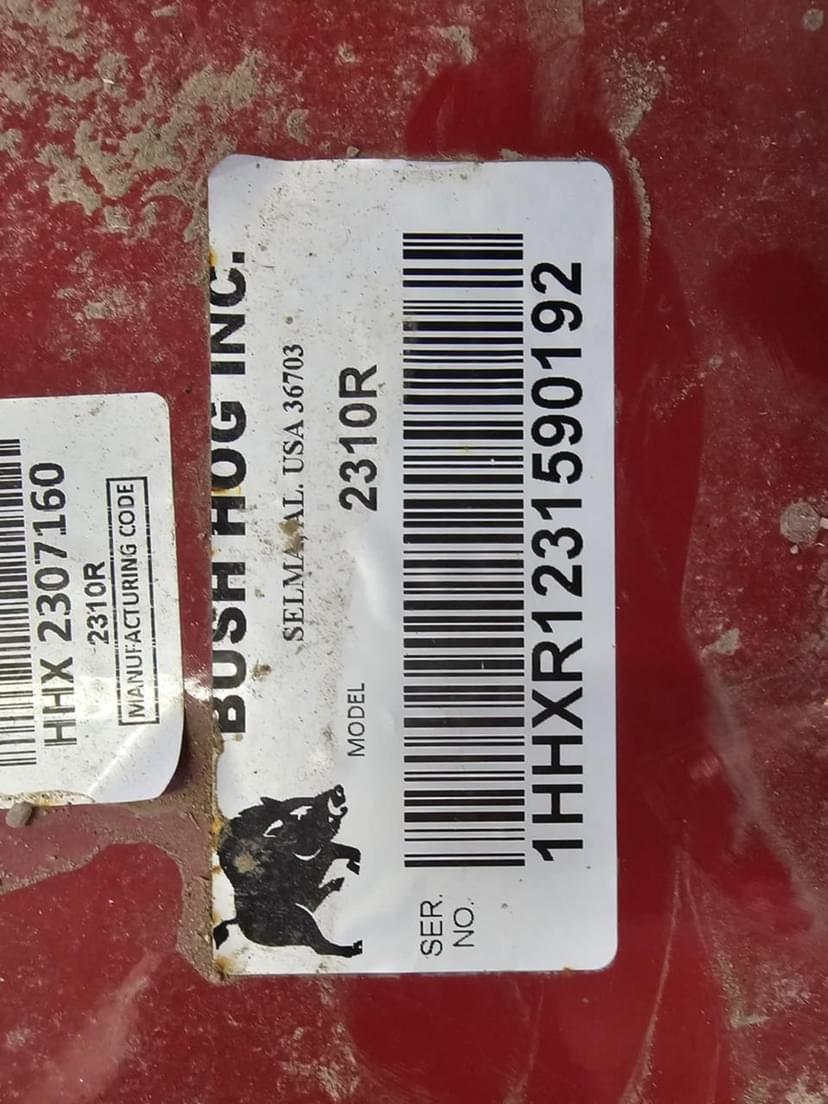 HHX 2307160
2310R
MANUFACTURING CODE
BUSH HOG INC.
SELMA, AL. USA 36703
MODEL 2310R
SER. NO. 1HHXR1231590192